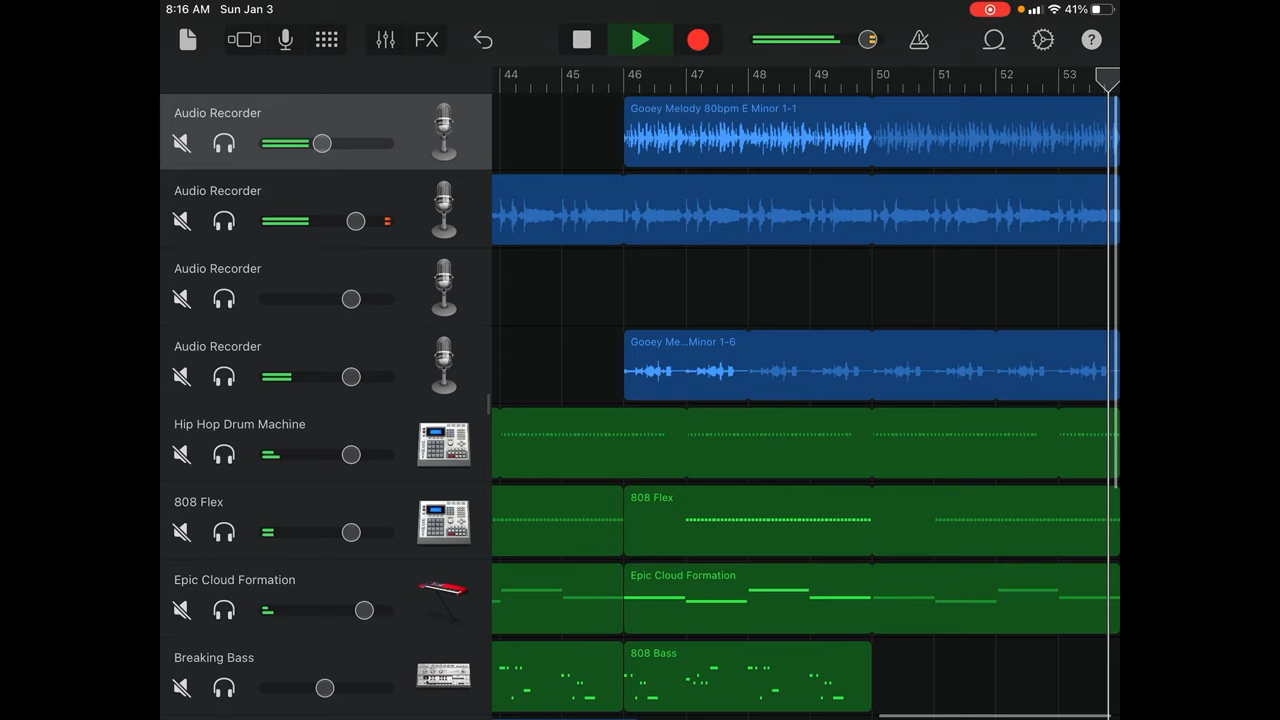 8:16 AM Sun Jan 3
41%
FX
?
44 45 46 47 48 49 50 51 52 53
Audio Recorder
Gooey Melody 80bpm E Minor 1-1
Audio Recorder
Audio Recorder
Audio Recorder
Gooey Me...Minor 1-6
Hip Hop Drum Machine
808 Flex
808 Flex
Epic Cloud Formation
Epic Cloud Formation
Breaking Bass
808 Bass